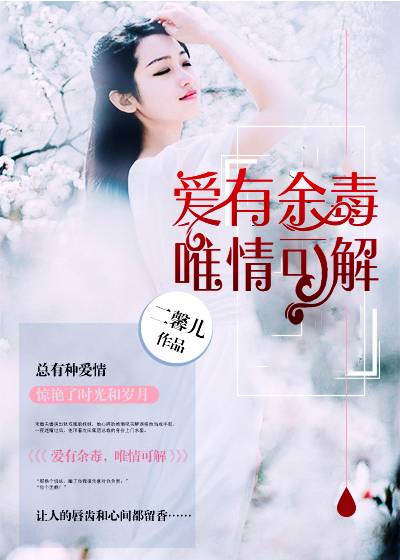 爱有余毒
唯情可解
二馨儿
作品
总有种爱情
惊艳了时光和岁月
《《《 爱有余毒，唯情可解 》》》
让人的唇齿和心间都留香……